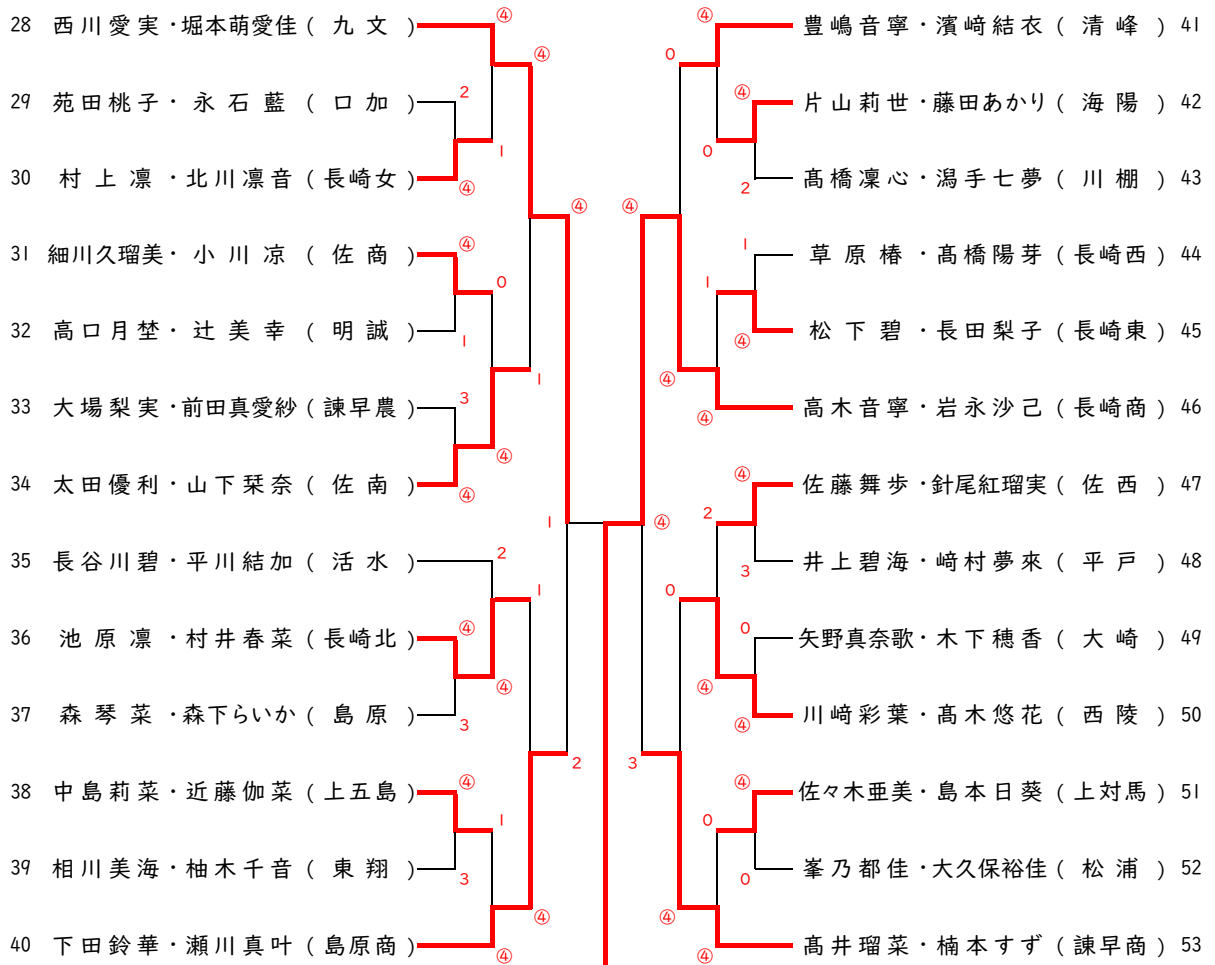 28 西川愛実・堀本萌愛佳 ( 九文 )
29 苑田桃子・永石藍 ( 口加 )
30 村上凛・北川凛音 ( 長崎女 )
31 細川久瑠美・小川凉 ( 佐商 )
32 高口月埜・辻美幸 ( 明誠 )
33 大場梨実・前田真愛紗 ( 諫早農 )
34 太田優利・山下栞奈 ( 佐南 )
35 長谷川碧・平川結加 ( 活水 )
36 池原凛・村井春菜 ( 長崎北 )
37 森琴菜・森下らいか ( 島原 )
38 中島莉菜・近藤伽菜 ( 上五島 )
39 相川美海・柚木千音 ( 東翔 )
40 下田鈴華・瀬川真叶 ( 島原商 )
④
④
2
1
④
④
④
0
1
1
3
④
④
1
2
1
④
④
3
2
④
1
3
④
④
④
0
④
0
2
④
1
1
④
④
④
④
④
2
3
0
0
④
④
3
④
0
0
④
④
豊嶋音寧・濱﨑結衣 ( 清峰 ) 41
片山莉世・藤田あかり ( 海陽 ) 42
髙橋凜心・潟手七夢 ( 川棚 ) 43
草原椿・髙橋陽芽 ( 長崎西 ) 44
松下碧・長田梨子 ( 長崎東 ) 45
高木音寧・岩永沙己 ( 長崎商 ) 46
佐藤舞歩・針尾紅瑠実 ( 佐西 ) 47
井上碧海・﨑村夢來 ( 平戸 ) 48
矢野真奈歌・木下穂香 ( 大崎 ) 49
川﨑彩葉・髙木悠花 ( 西陵 ) 50
佐々木亜美・島本日葵 ( 上対馬 ) 51
峯乃都佳・大久保裕佳 ( 松浦 ) 52
髙井瑠菜・楠本すず ( 諫早商 ) 53